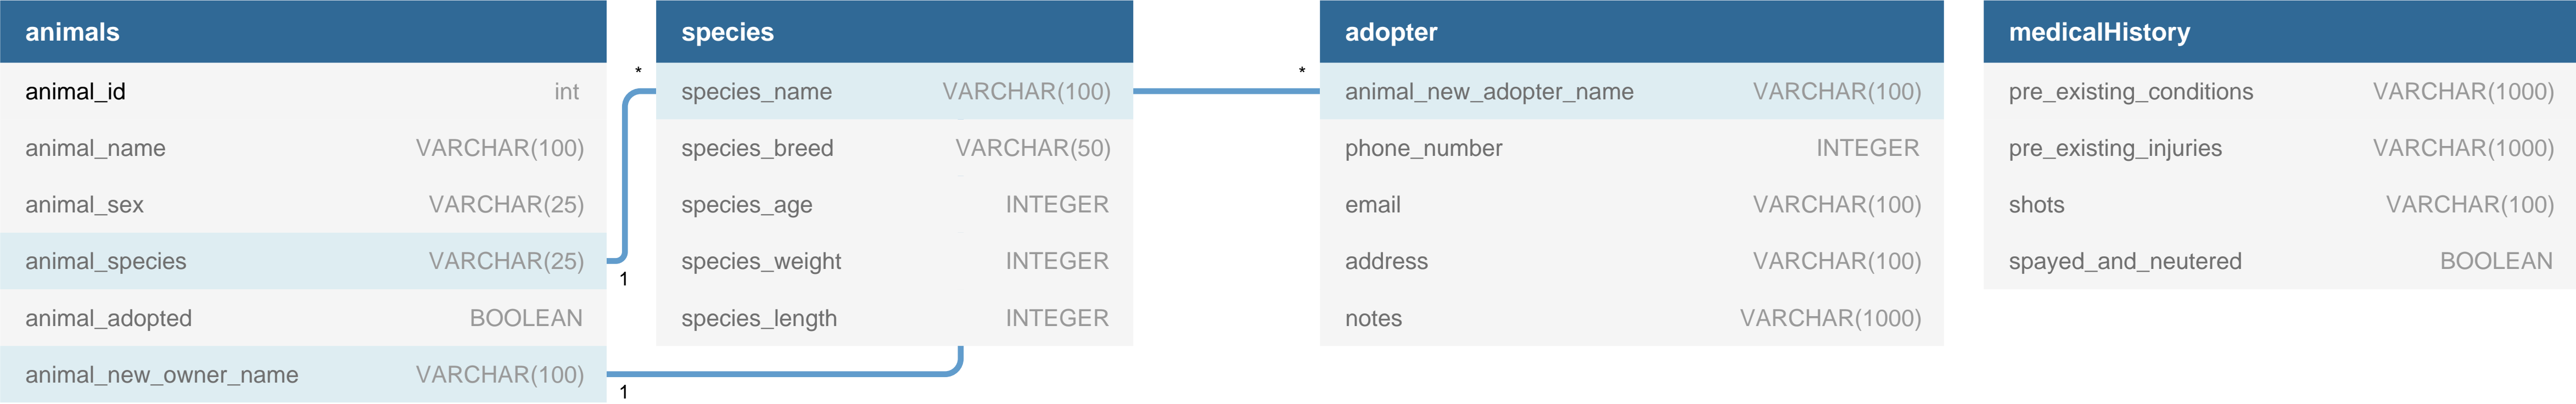 animals
animal_id int
animal_name VARCHAR(100)
animal_sex VARCHAR(25)
animal_species VARCHAR(25)
animal_adopted BOOLEAN
animal_new_owner_name VARCHAR(100)
*
1
1
species
species_name VARCHAR(100)
species_breed VARCHAR(50)
species_age INTEGER
species_weight INTEGER
species_length INTEGER
*
adopter
animal_new_adopter_name VARCHAR(100)
phone_number INTEGER
email VARCHAR(100)
address VARCHAR(100)
notes VARCHAR(1000)
medicalHistory
pre_existing_conditions VARCHAR(1000)
pre_existing_injuries VARCHAR(1000)
shots VARCHAR(100)
spayed_and_neutered BOOLEAN